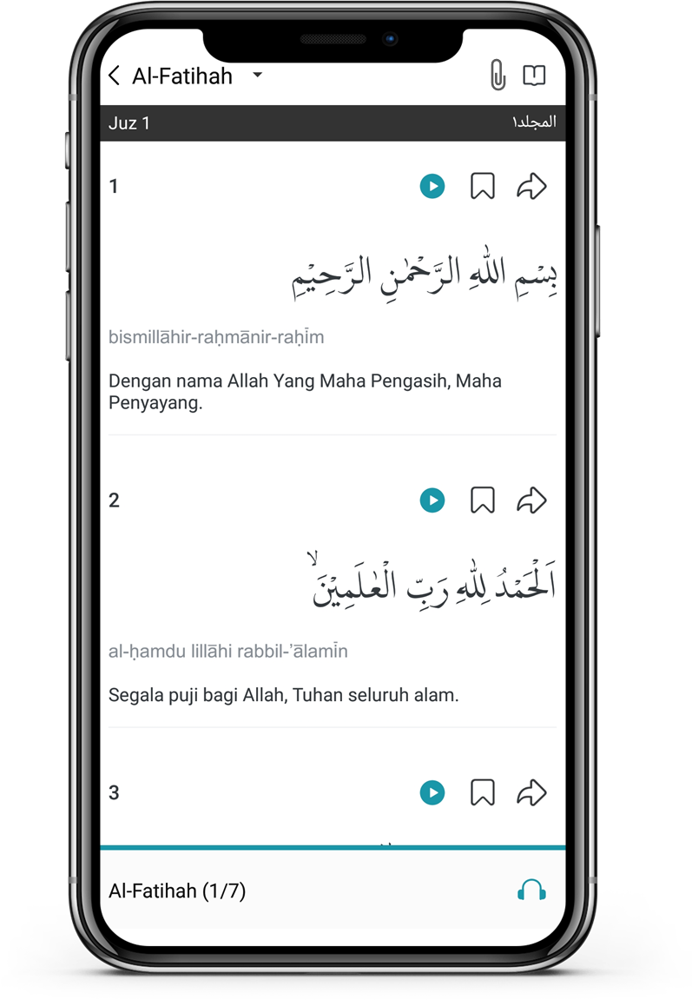 Al-Fatihah
Juz 1
المجلد١
1
بِسْمِ اللّٰهِ الرَّحْمٰنِ الرَّحِيْمِ
bismillāhir-raḥmānir-raḥīm
Dengan nama Allah Yang Maha Pengasih, Maha
Penyayang.
2
اَلْحَمْدُ لِلّٰهِ رَبِّ الْعٰلَمِيْنَۙ
al-ḥamdu lillāhi rabbil-’ālamīn
Segala puji bagi Allah, Tuhan seluruh alam.
3
Al-Fatihah (1/7)